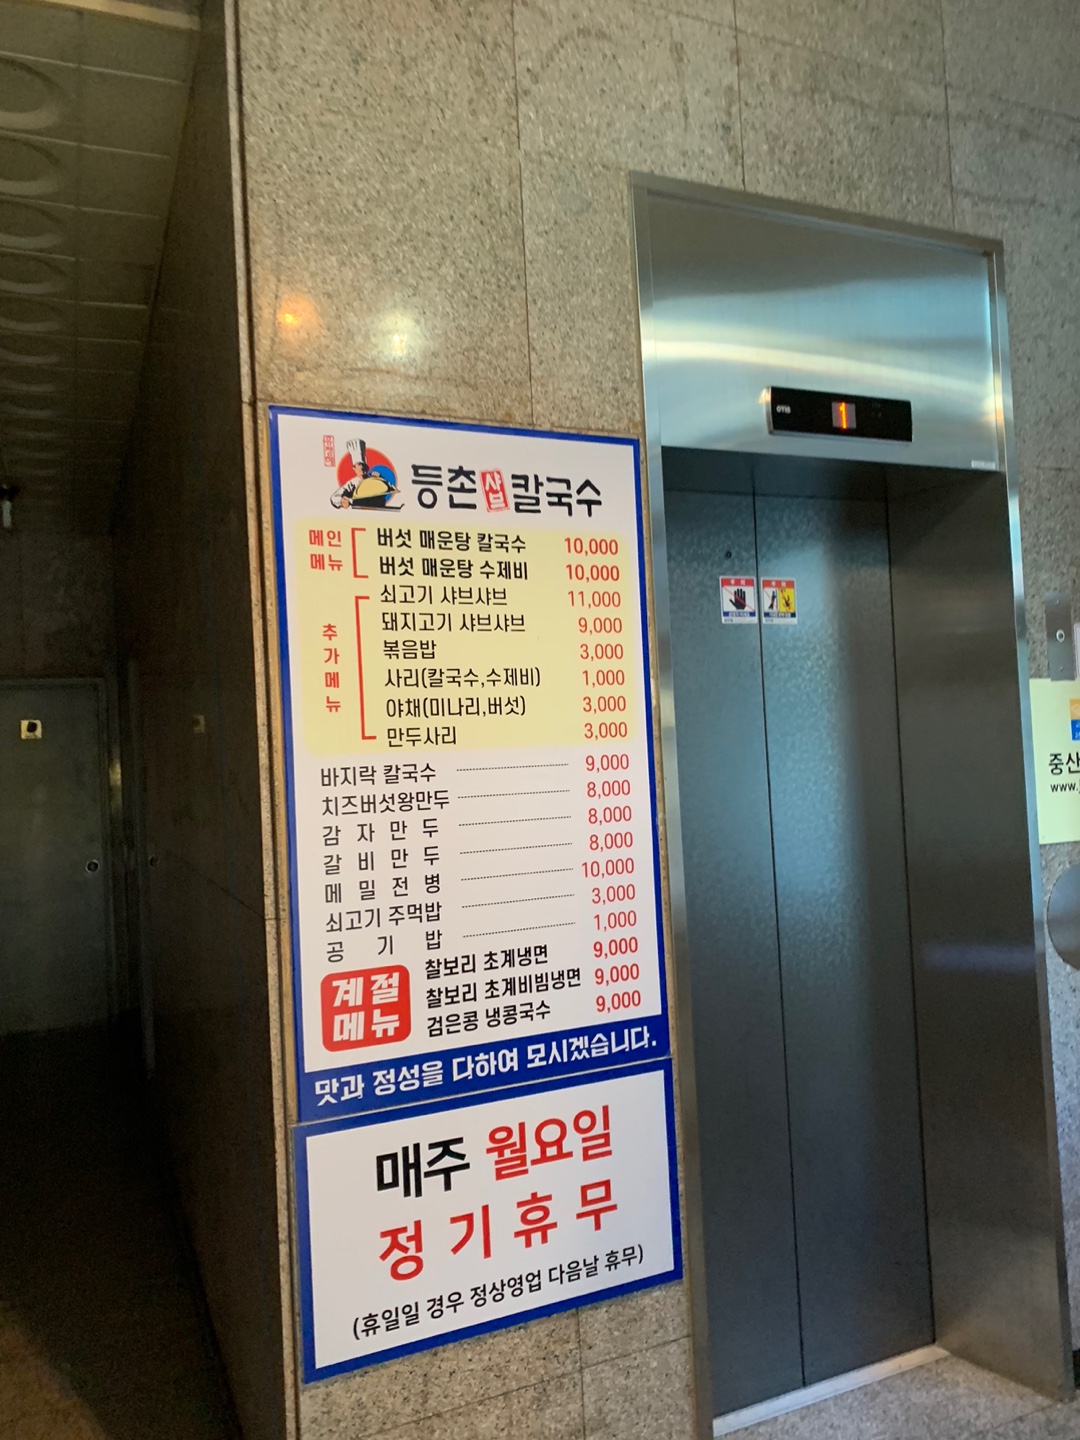 등촌 샤브 칼국수
메인 메뉴
버섯 매운탕 칼국수 10,000
버섯 매운탕 수제비 10,000
추가메뉴
쇠고기 샤브샤브 11,000
돼지고기 샤브샤브 9,000
볶음밥 3,000
사리(칼국수,수제비) 1,000
야채(미나리,버섯) 3,000
만두사리 3,000
바지락 칼국수 9,000
치즈버섯왕만두 8,000
감자만두 8,000
갈비만두 8,000
메밀전병 10,000
쇠고기 주먹밥 3,000
공기밥 1,000
계절 메뉴
찰보리 초계냉면 9,000
찰보리 초계비빔냉면 9,000
검은콩 냉콩국수 9,000
맛과 정성을 다하여 모시겠습니다.
매주 월요일
정기휴무
(휴일일 경우 정상영업 다음날 휴무)
OTIS 1
중산
www.